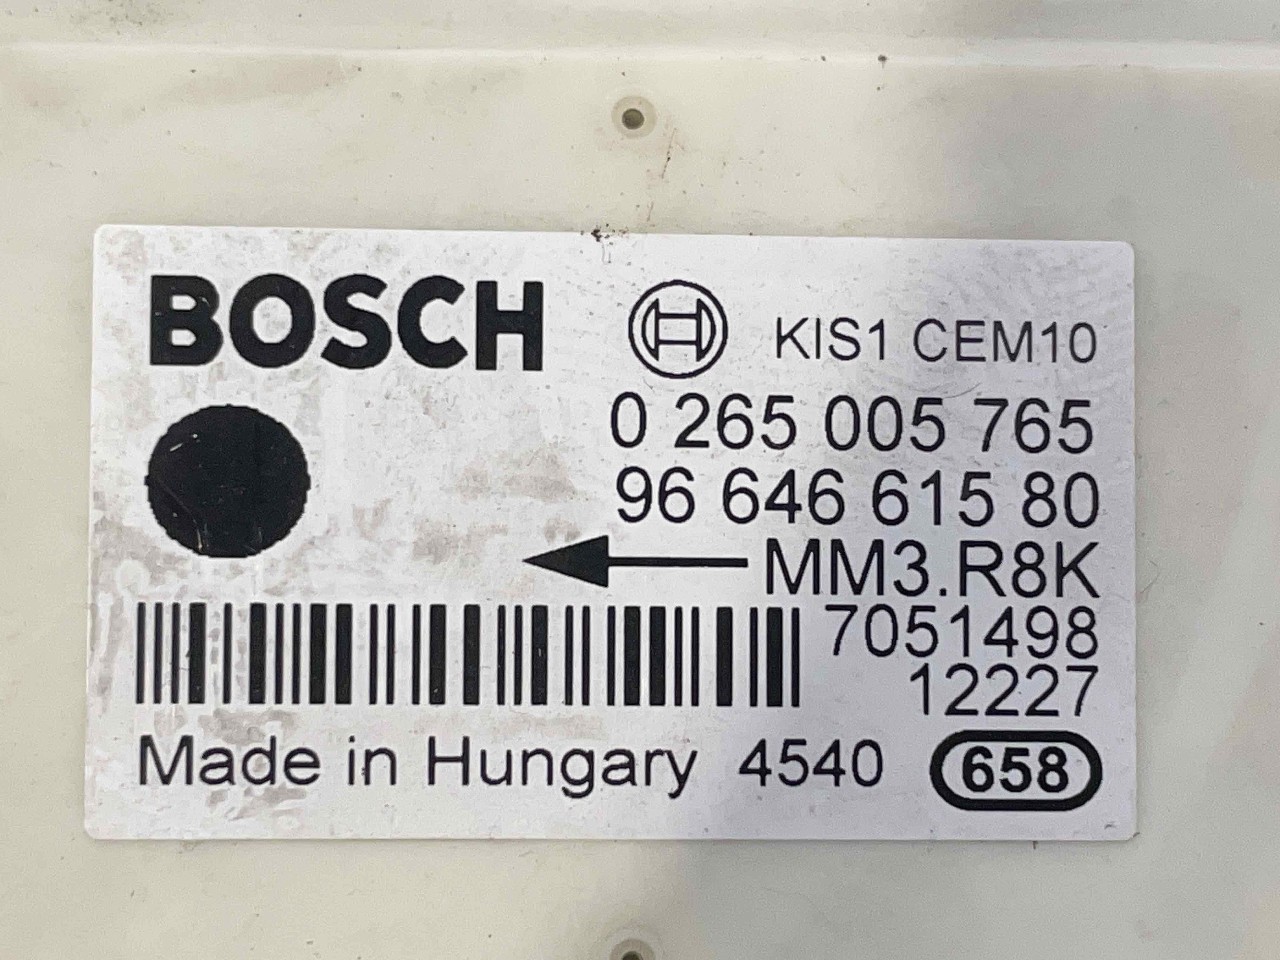 BOSCH KIS1 CEM10
0 265 005 765
96 646 615 80
MM3.R8K
7051498
12227
Made in Hungary 4540 658